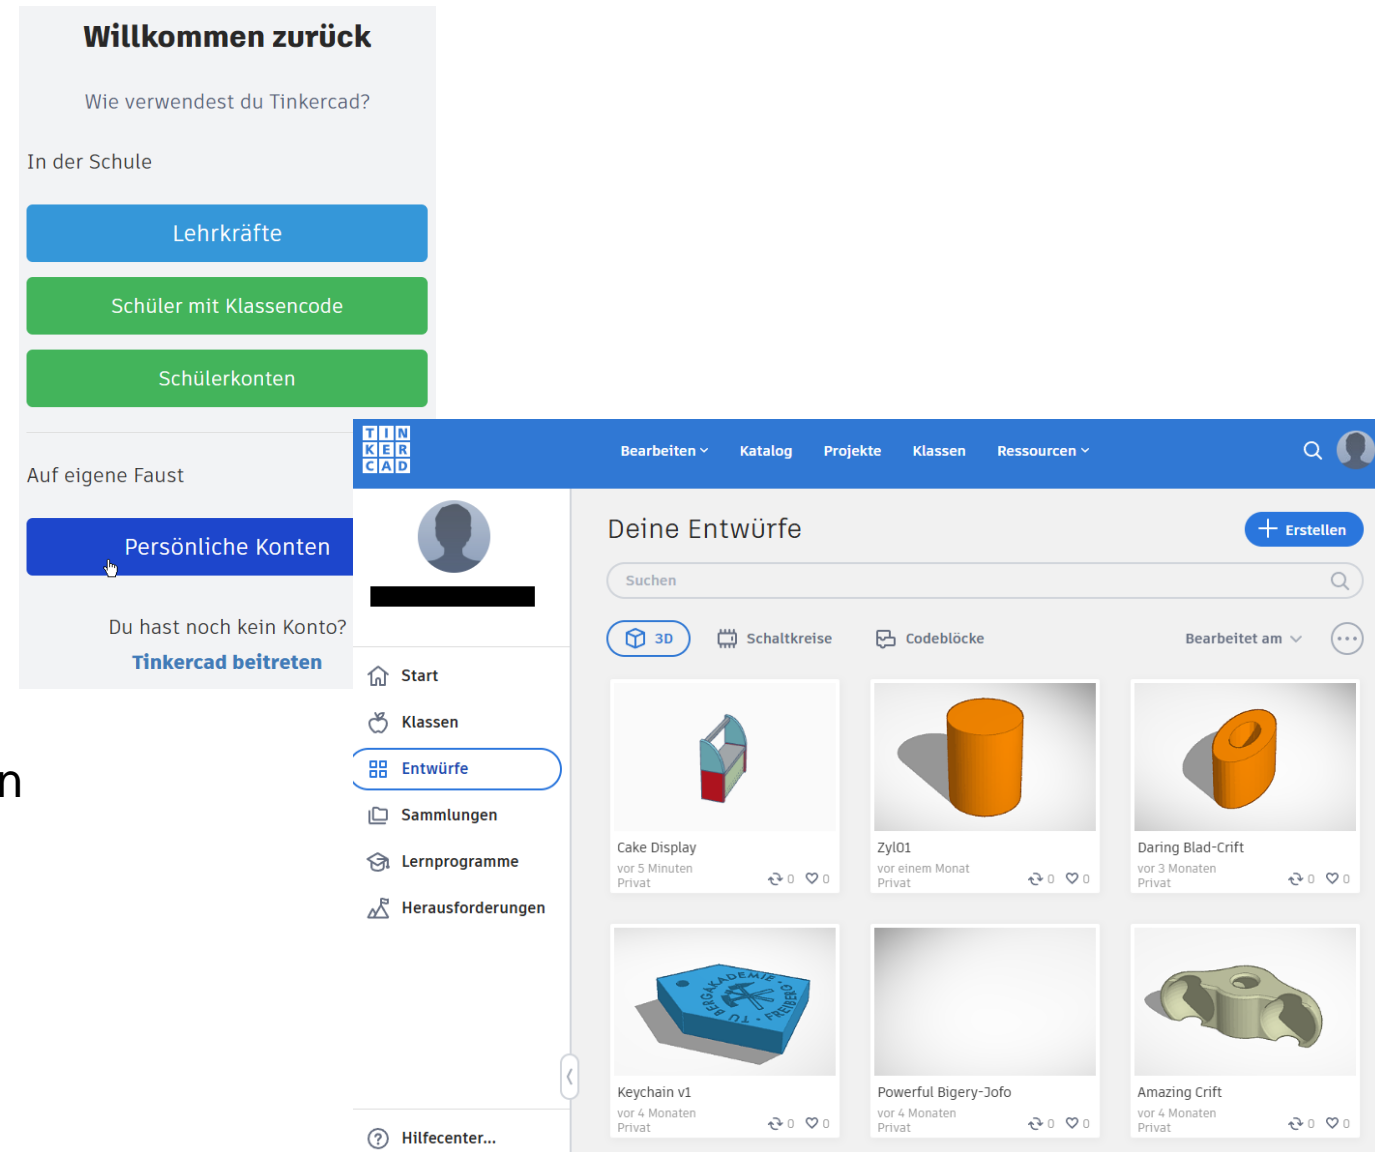 Willkommen zurück
Wie verwendest du Tinkercad?
In der Schule
Lehrkräfte
Schüler mit Klassencode
Schülerkonten
Auf eigene Faust
Persönliche Konten
Du hast noch kein Konto?
Tinkercad beitreten
n
TIN
KER
CAD
Bearbeiten Katalog Projekte Klassen Ressourcen
Start
Klassen
Entwürfe
Sammlungen
Lernprogramme
Herausforderungen
Hilfecenter...
Deine Entwürfe
Erstellen
Suchen
3D Schaltkreise Codeblöcke Bearbeitet am
Cake Display
vor 5 Minuten
Privat 0 0
Zyl01
vor einem Monat
Privat 0 0
Daring Blad-Crift
vor 3 Monaten
Privat 0 0
BERGAKADEMIE
TU FREIBERG
Keychain v1
vor 4 Monaten
Privat 0 0
Powerful Bigery-Jofo
vor 4 Monaten
Privat 0 0
Amazing Crift
vor 4 Monaten
Privat 0 0